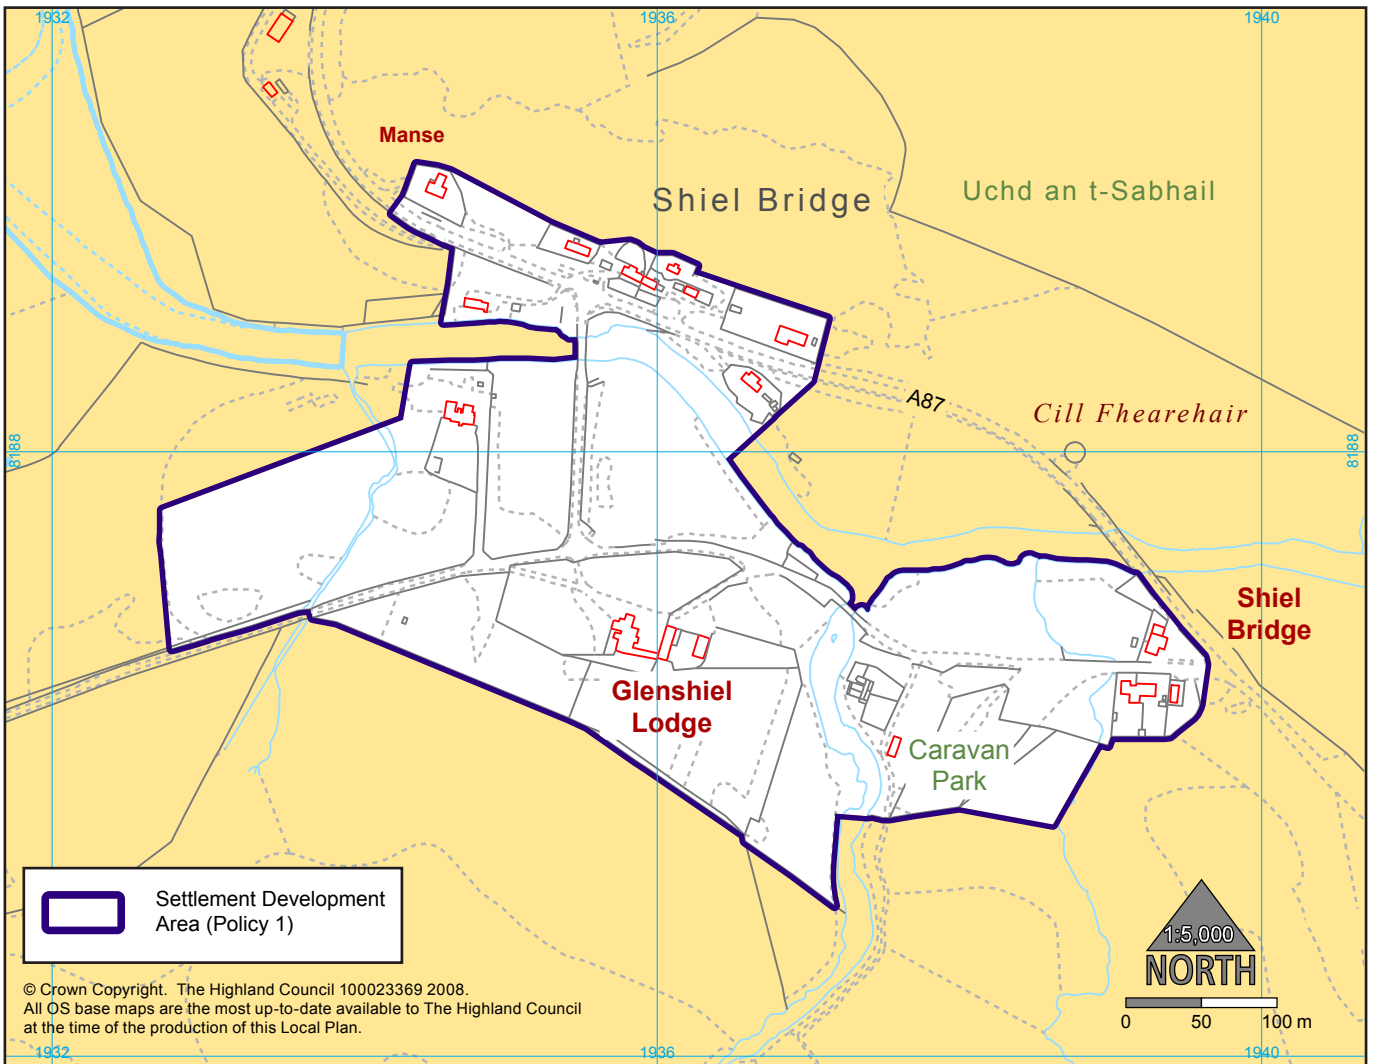 1932
1936
1940
Manse
Shiel Bridge
Uchd an t-Sabhail
A87
Cill Fhearehair
8188
8188
Shiel
Bridge
Glenshiel
Lodge
Caravan
Park
Settlement Development
Area (Policy 1)
1:5,000
NORTH
0 50 100 m
© Crown Copyright. The Highland Council 100023369 2008.
All OS base maps are the most up-to-date available to The Highland Council
at the time of the production of this Local Plan.
1932
1936
1940